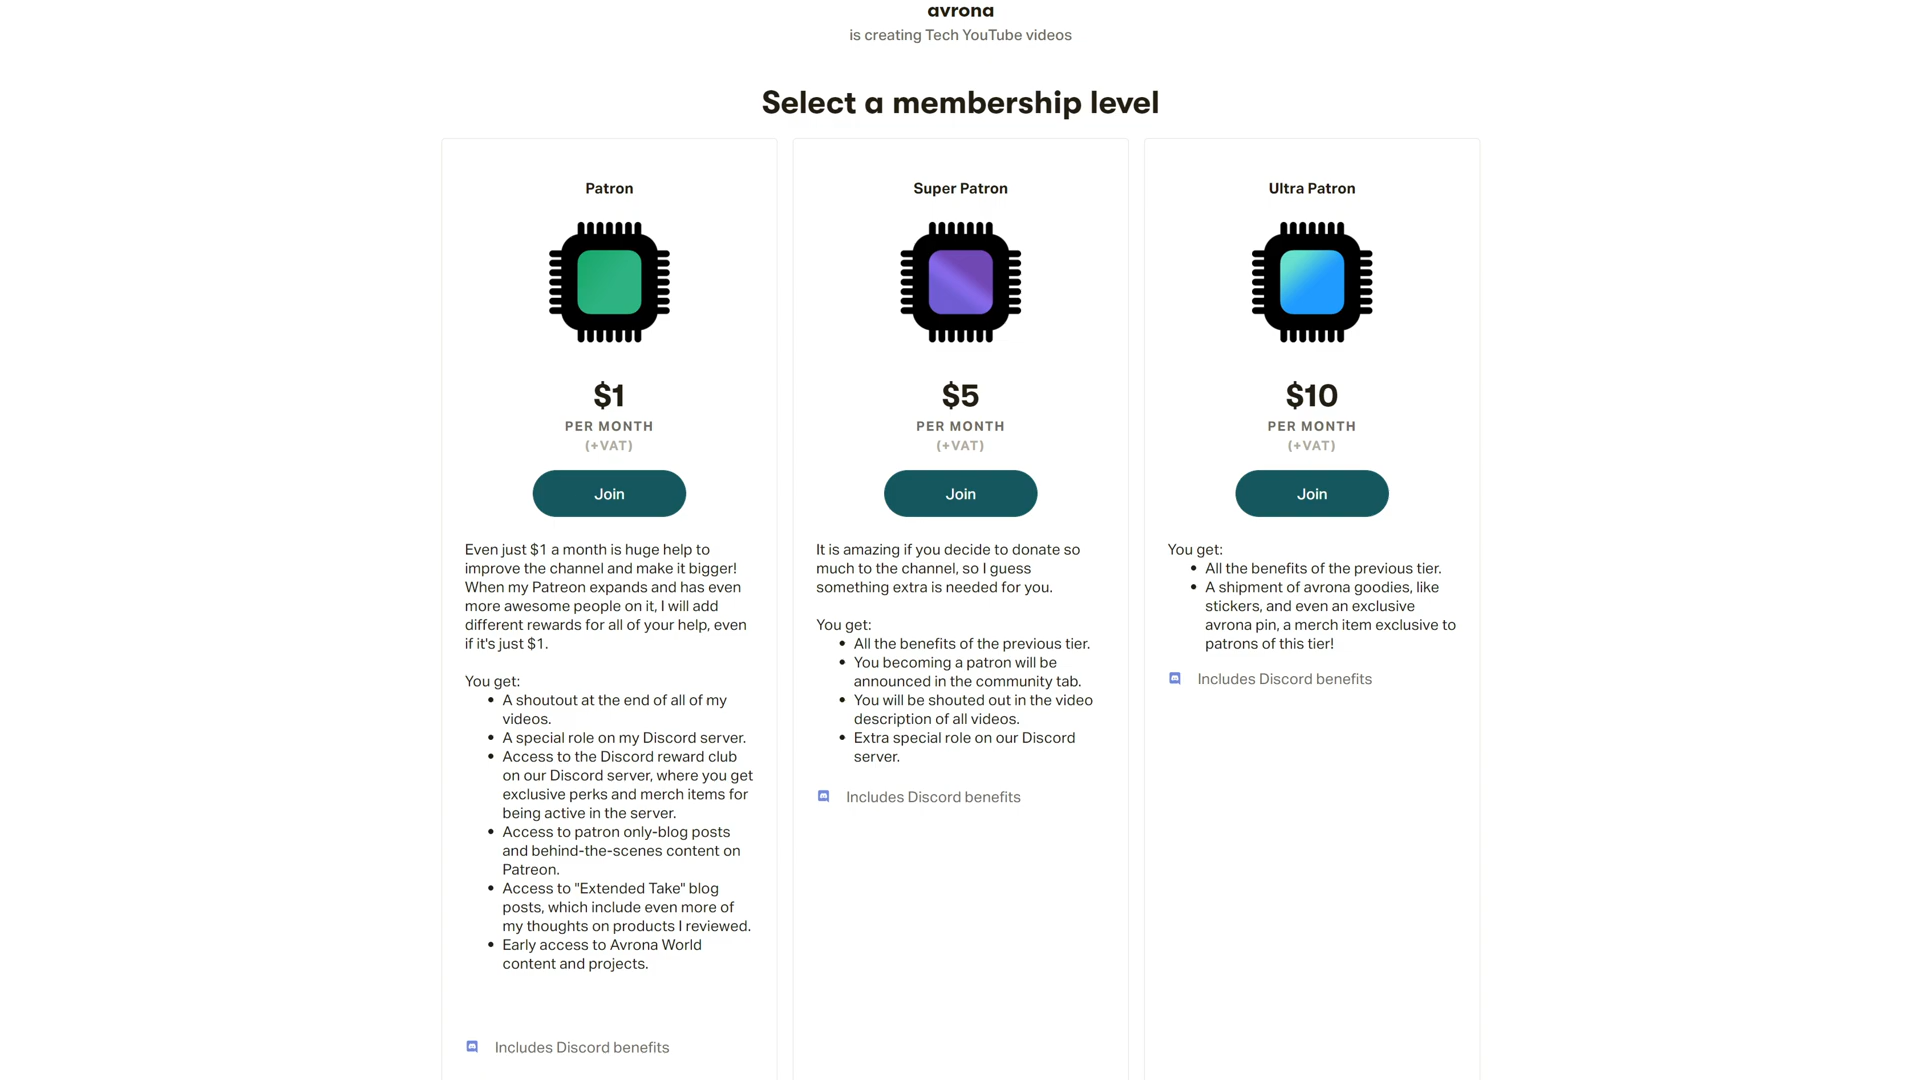 avrona
is creating Tech YouTube videos
Select a membership level
Patron
$1
PER MONTH
(+VAT)
Join
Even just $1 a month is huge help to
improve the channel and make it bigger!
When my Patreon expands and has even
more awesome people on it, I will add
different rewards for all of your help, even
if it's just $1.
You get:
• A shoutout at the end of all of my
videos.
• A special role on my Discord server.
• Access to the Discord reward club
on our Discord server, where you get
exclusive perks and merch items for
being active in the server.
• Access to patron only-blog posts
and behind-the-scenes content on
Patreon.
• Access to "Extended Take" blog
posts, which include even more of
my thoughts on products I reviewed.
• Early access to Avrona World
content and projects.
Includes Discord benefits
Super Patron
$5
PER MONTH
(+VAT)
Join
It is amazing if you decide to donate so
much to the channel, so I guess
something extra is needed for you.
You get:
• All the benefits of the previous tier.
• You becoming a patron will be
announced in the community tab.
• You will be shouted out in the video
description of all videos.
• Extra special role on our Discord
server.
Includes Discord benefits
Ultra Patron
$10
PER MONTH
(+VAT)
Join
You get:
• All the benefits of the previous tier.
• A shipment of avrona goodies, like
stickers, and even an exclusive
avrona pin, a merch item exclusive to
patrons of this tier!
Includes Discord benefits